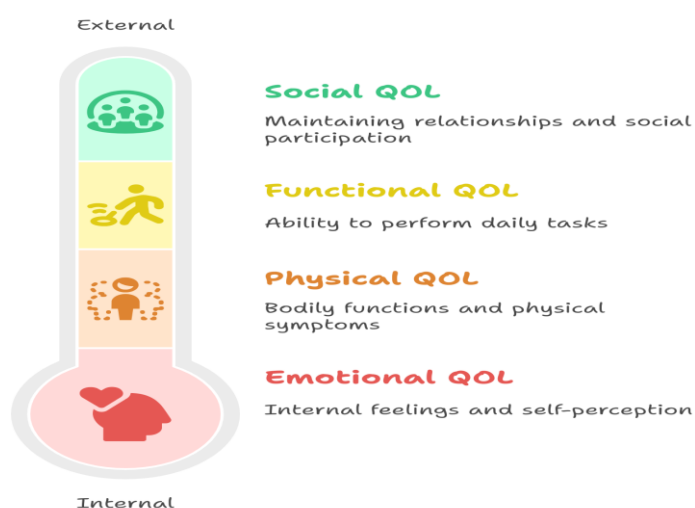 External
Social QOL
Maintaining relationships and social
participation
Functional QOL
Ability to perform daily tasks
Physical QOL
Bodily functions and physical
symptoms
Emotional QOL
Internal feelings and self-perception
Internal